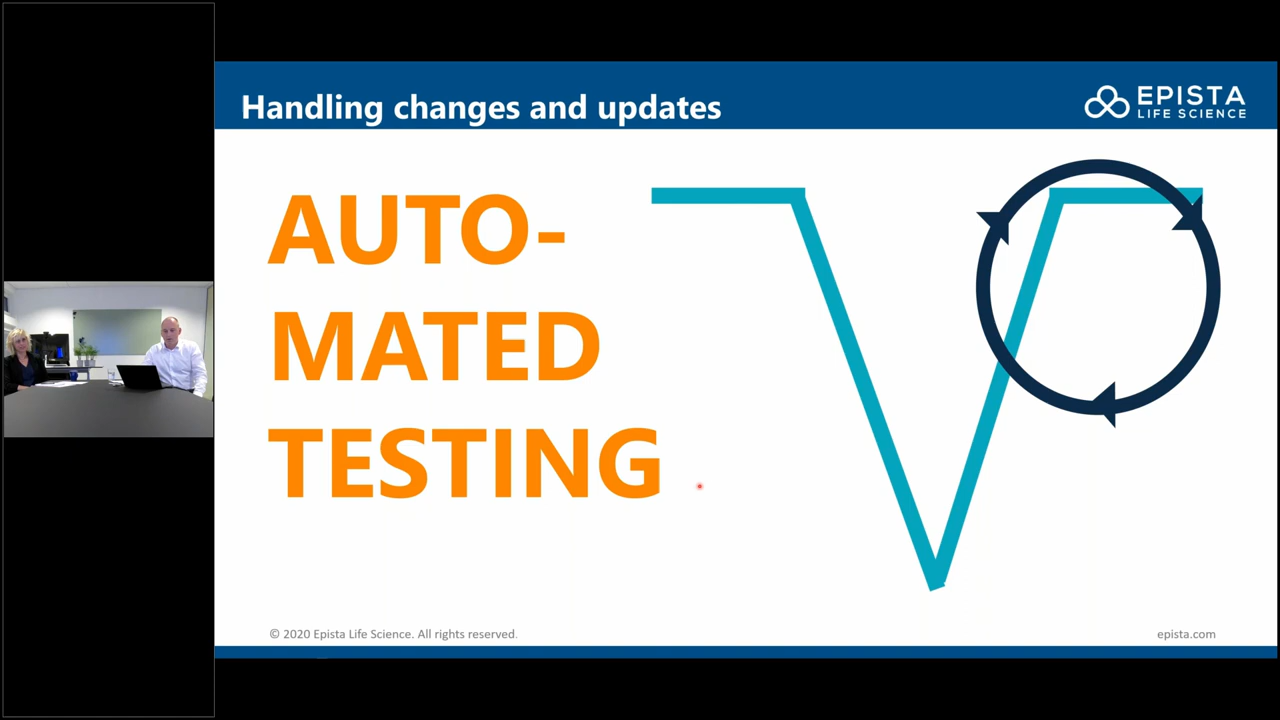 Handling changes and updates
EPISTA
LIFE SCIENCE
AUTO-
MATED
TESTING
© 2020 Epista Life Science. All rights reserved.
epista.com